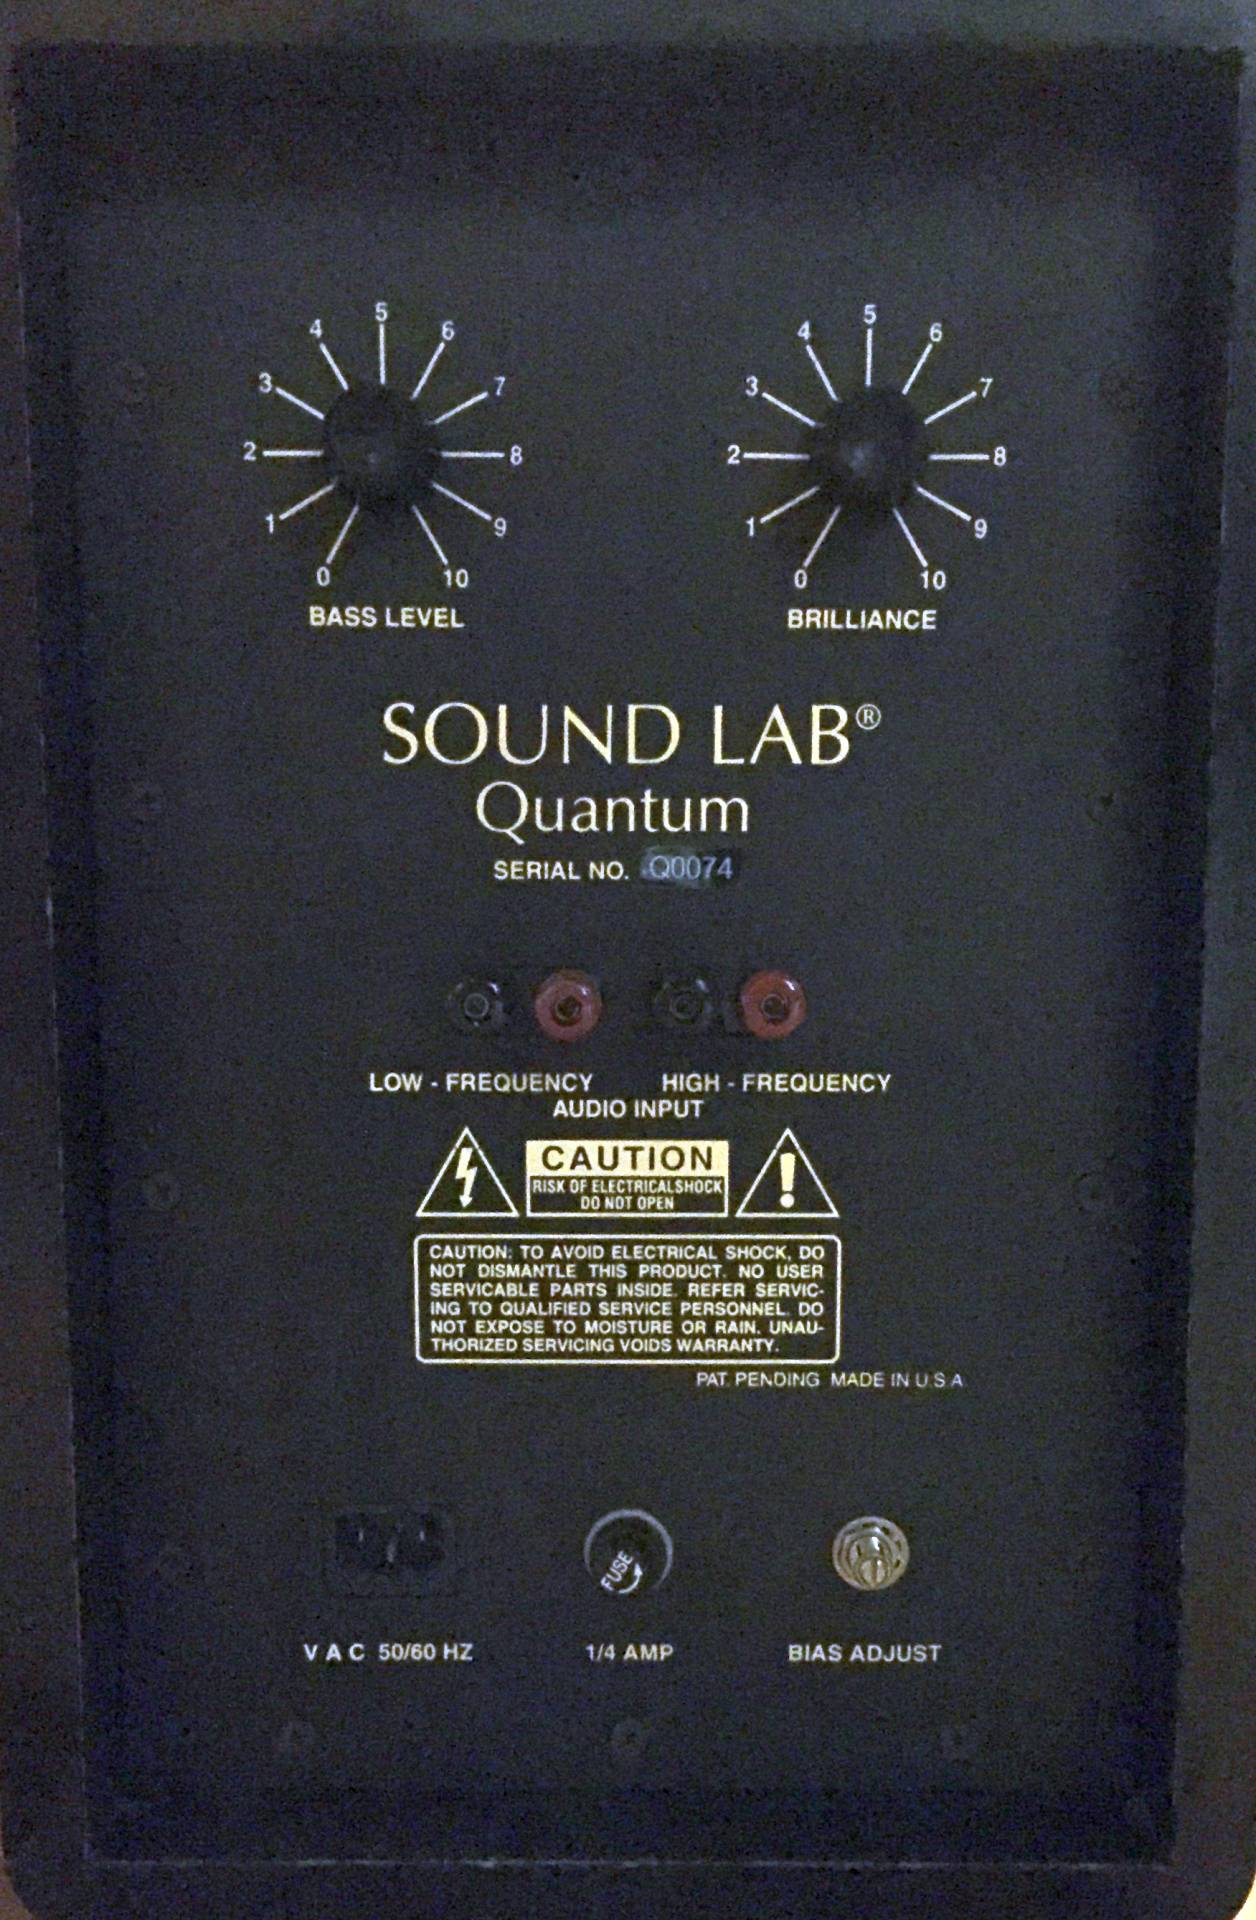 5 5
4 6 4 6
3 7 3 7
2 8 2 8
1 9 1 9
0 10 0 10
BASS LEVEL BRILLIANCE
SOUND LAB®
Quantum
SERIAL NO. Q0074
LOW - FREQUENCY HIGH - FREQUENCY
AUDIO INPUT
CAUTION
RISK OF ELECTRICAL SHOCK
DO NOT OPEN
CAUTION: TO AVOID ELECTRICAL SHOCK, DO
NOT DISMANTLE THIS PRODUCT. NO USER
SERVICABLE PARTS INSIDE. REFER SERVIC-
ING TO QUALIFIED SERVICE PERSONNEL. DO
NOT EXPOSE TO MOISTURE OR RAIN. UNAU-
THORIZED SERVICING VOIDS WARRANTY.
PAT. PENDING MADE IN U.S.A.
FUSE
V A C 50/60 HZ 1/4 AMP BIAS ADJUST